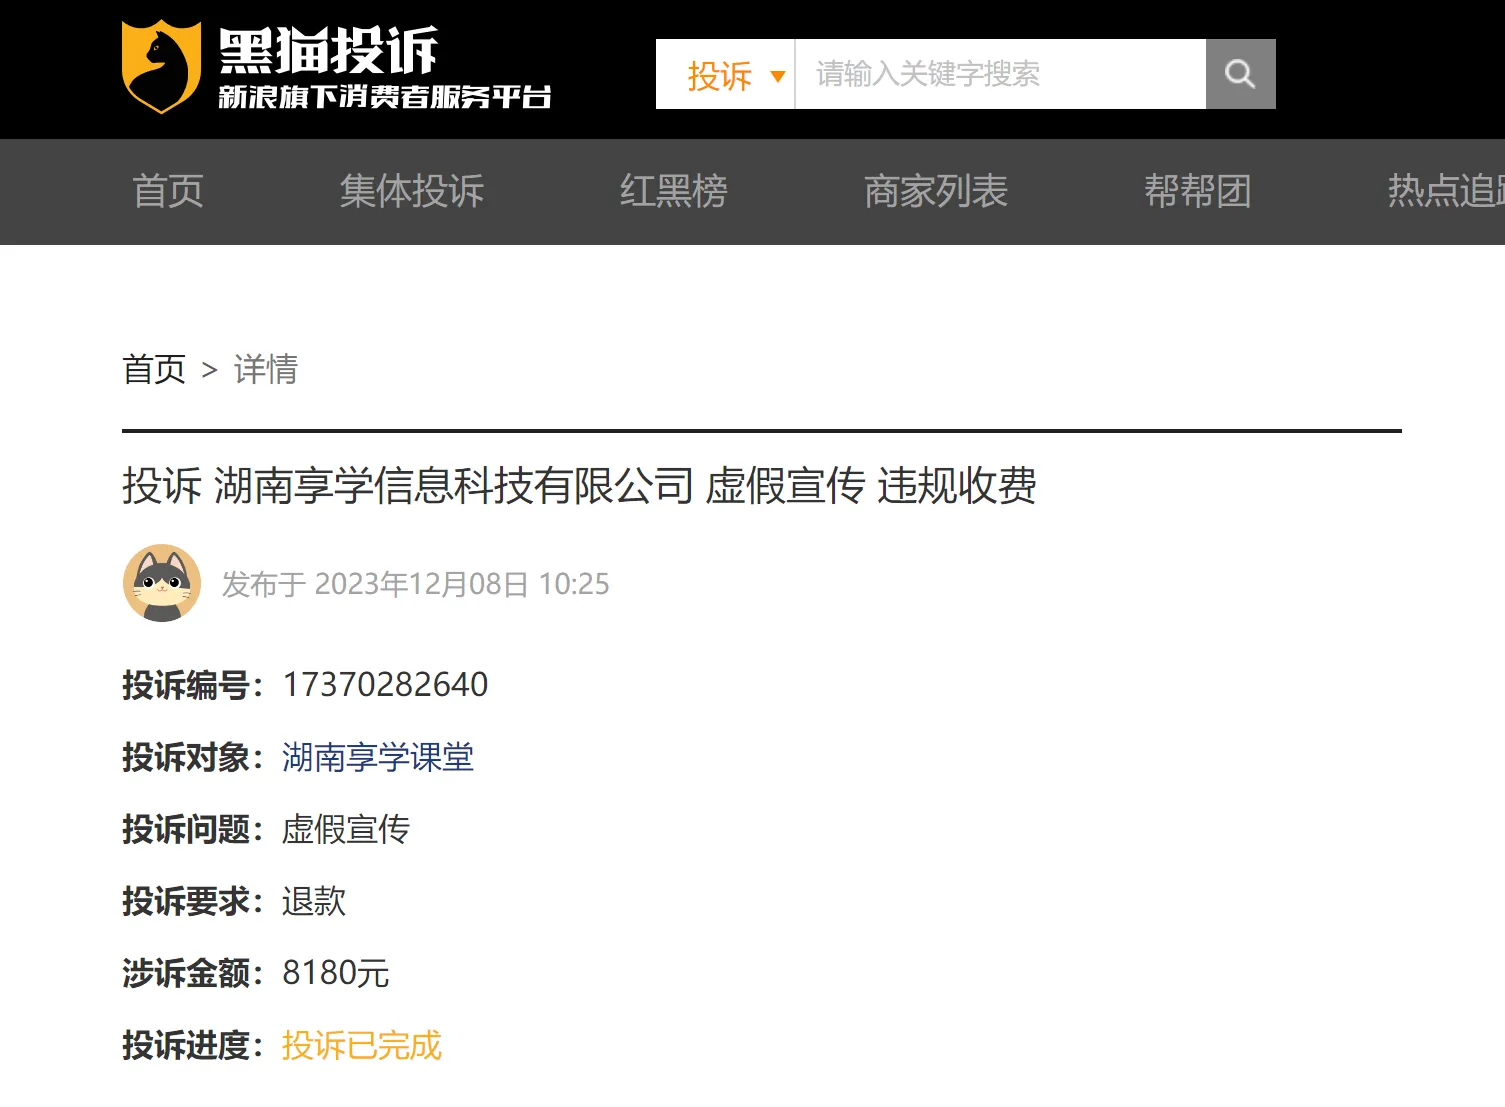 黑猫投诉
新浪旗下消费者服务平台
投诉 请输入关键字搜索
首页 集体投诉 红黑榜 商家列表 帮帮团 热点追踪
首页 > 详情
投诉 湖南享学信息科技有限公司 虚假宣传 违规收费
发布于 2023年12月08日 10:25
投诉编号：17370282640
投诉对象：湖南享学课堂
投诉问题：虚假宣传
投诉要求：退款
涉诉金额：8180元
投诉进度：投诉已完成